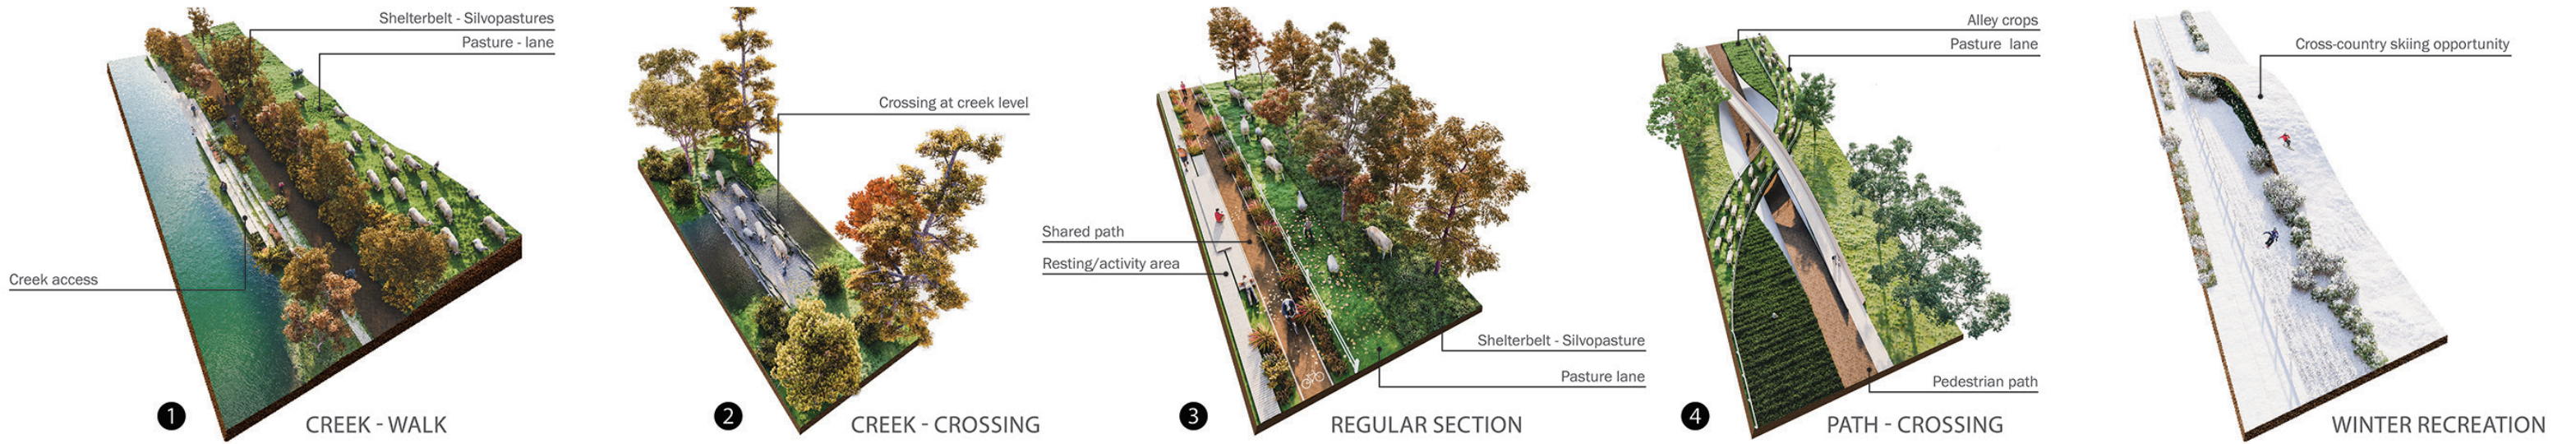 Shelterbelt - Silvopastures
Pasture - lane
Creek access
1 CREEK - WALK
Crossing at creek level
2 CREEK - CROSSING
Shared path
Resting/activity area
Shelterbelt - Silvopasture
Pasture lane
3 REGULAR SECTION
Alley crops
Pasture lane
Pedestrian path
4 PATH - CROSSING
Cross-country skiing opportunity
WINTER RECREATION